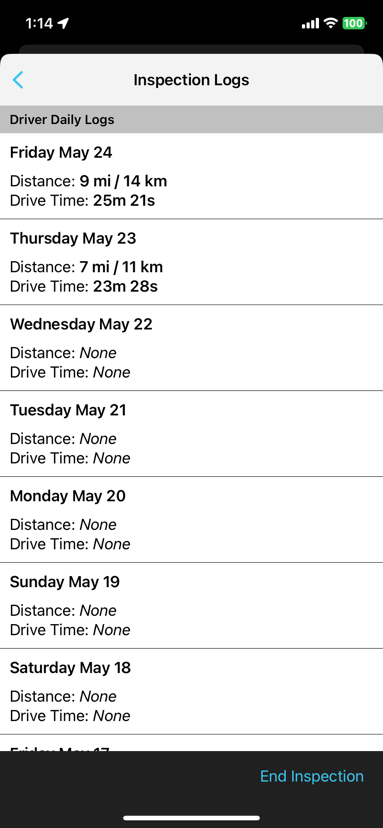 1:14
100
Inspection Logs
Driver Daily Logs
Friday May 24
Distance: 9 mi / 14 km
Drive Time: 25m 21s
Thursday May 23
Distance: 7 mi / 11 km
Drive Time: 23m 28s
Wednesday May 22
Distance: None
Drive Time: None
Tuesday May 21
Distance: None
Drive Time: None
Monday May 20
Distance: None
Drive Time: None
Sunday May 19
Distance: None
Drive Time: None
Saturday May 18
Distance: None
Drive Time: None
Friday May 17
End Inspection